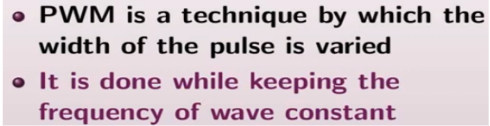 • PWM is a technique by which the
width of the pulse is varied
• It is done while keeping the
frequency of wave constant